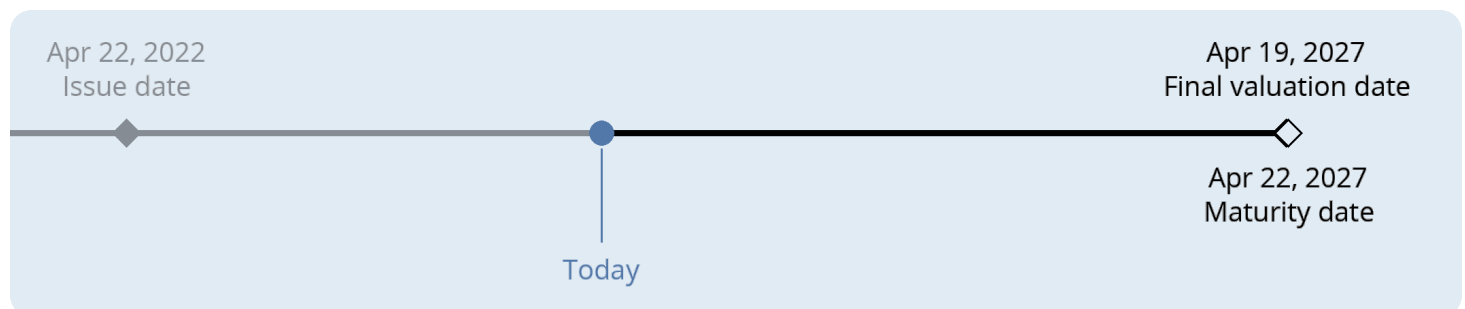 Apr 22, 2022
Issue date
Apr 19, 2027
Final valuation date
Apr 22, 2027
Maturity date
Today